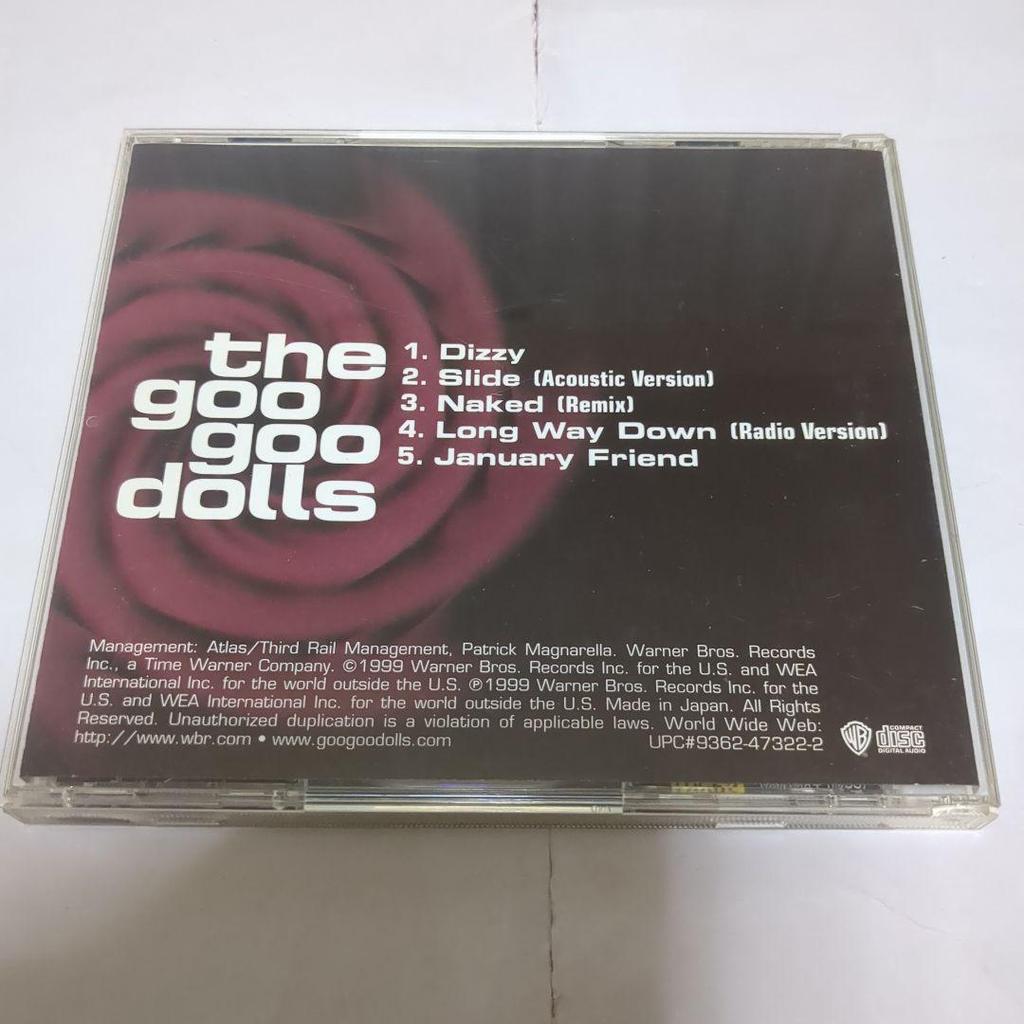 the
goo
goo
dolls
1. Dizzy
2. Slide (Acoustic Version)
3. Naked (Remix)
4. Long Way Down (Radio Version)
5. January Friend
Management: Atlas/Third Rail Management, Patrick Magnarella. Warner Bros. Records
Inc., a Time Warner Company. ©1999 Warner Bros. Records Inc. for the U.S. and WEA
International Inc. for the world outside the U.S. ℗1999 Warner Bros. Records Inc. for the
U.S. and WEA International Inc. for the world outside the U.S. Made in Japan. All Rights
Reserved. Unauthorized duplication is a violation of applicable laws. World Wide Web:
http://www.wbr.com • www.googoodolls.com
UPC#9362-47322-2
WB
COMPACT
disc
DIGITAL AUDIO